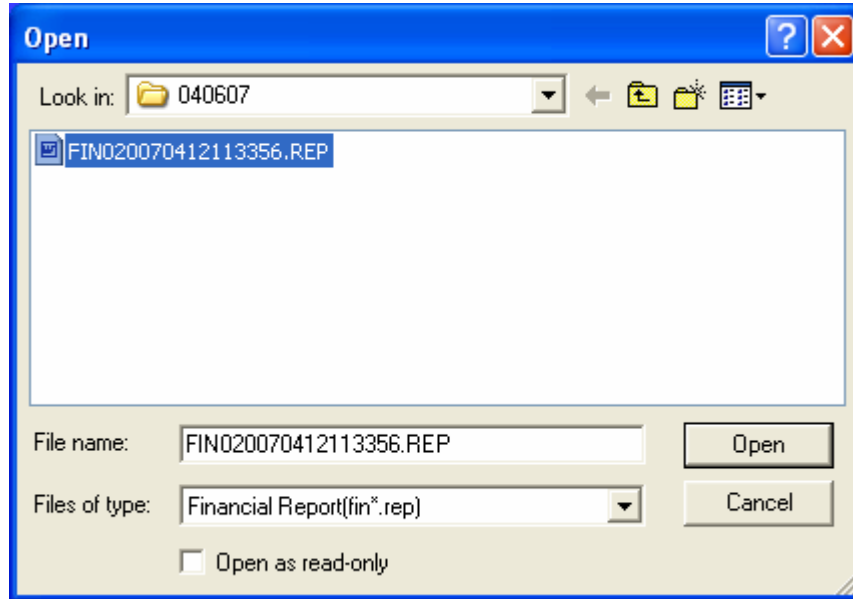 Open
Look in: 040607
FIN020070412113356.REP
File name: FIN020070412113356.REP Open
Files of type: Financial Report(fin*.rep) Cancel
Open as read-only